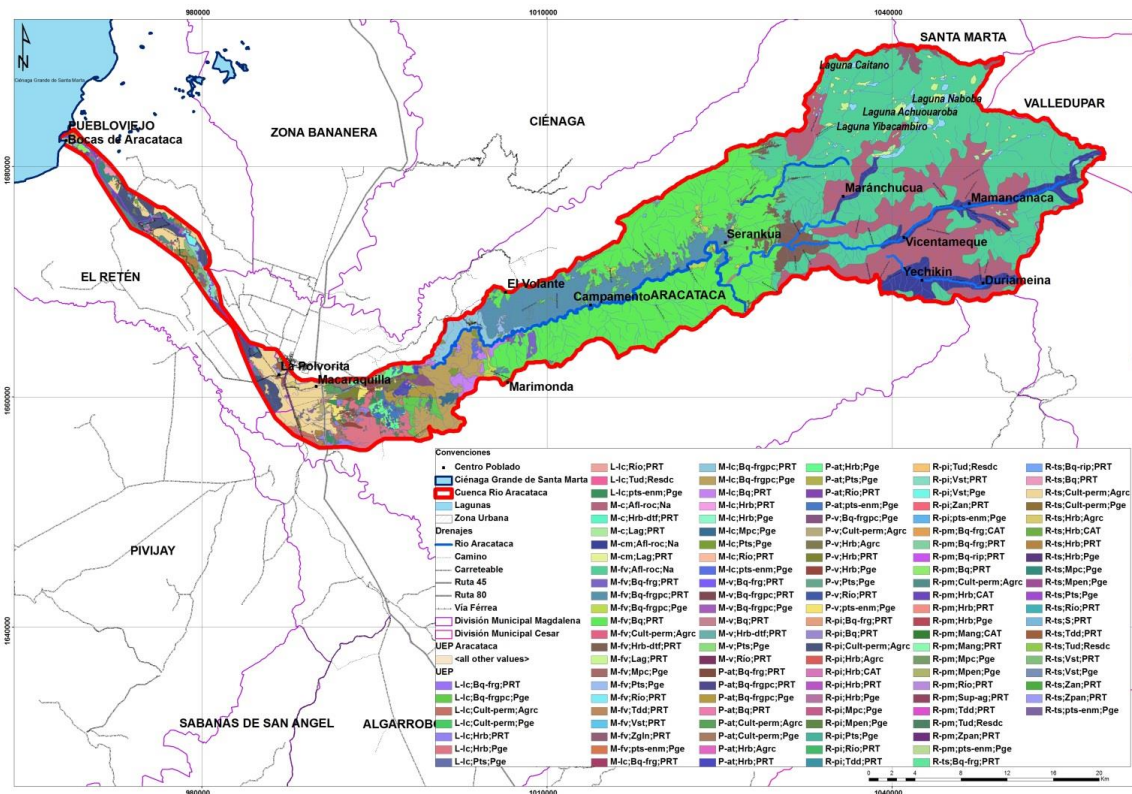 980000
1010000
1040000
N
Ciénaga Grande de Santa Marta
SANTA MARTA
Laguna Caitano
Laguna Naboba
VALLEDUPAR
Laguna Achuouaroba
Laguna Yibacambiro
PUEBLOVIEJO
Bocas de Aracataca
ZONA BANANERA
CIÉNAGA
1680000
Maránchucua
Mamancanaca
Serankua
Vicentameque
EL RETÉN
El Volante
Yechikin
Duriameina
Campamento
ARACATACA
La Polvorita
Macaraquilla
Marimonda
1660000
PIVIJAY
1640000
SABANAS DE SAN ANGEL
ALGARROBO
Convenciones
Centro Poblado
Ciénaga Grande de Santa Marta
Cuenca Río Aracataca
Lagunas
Zona Urbana
Drenajes
Río Aracataca
Camino
Carreteable
Ruta 45
Ruta 80
Vía Férrea
División Municipal Magdalena
División Municipal Cesar
UEP Aracataca
<all other values>
UEP
L-lc;Bq-frg;PRT
L-lc;Bq-frgpc;Pge
L-lc;Cult-perm;Agrc
L-lc;Cult-perm;Pge
L-lc;Hrb;PRT
L-lc;Hrb;Pge
L-lc;Pts;Pge
L-lc;Río;PRT
L-lc;Tud;Resdc
L-lc;pts-enm;Pge
M-c;Afl-roc;Na
M-c;Hrb-dtf;PRT
M-c;Lag;PRT
M-cm;Afl-roc;Na
M-cm;Lag;PRT
M-fv;Afl-roc;Na
M-fv;Bq-frg;PRT
M-fv;Bq-frgpc;PRT
M-fv;Bq-frgpc;Pge
M-fv;Bq;PRT
M-fv;Cult-perm;Agrc
M-fv;Hrb-dtf;PRT
M-fv;Lag;PRT
M-fv;Mpc;Pge
M-fv;Pts;Pge
M-fv;Río;PRT
M-fv;Tdd;PRT
M-fv;Vst;PRT
M-fv;Zgln;PRT
M-fv;pts-enm;Pge
M-lc;Bq-frg;PRT
M-lc;Bq-frgpc;PRT
M-lc;Bq-frgpc;Pge
M-lc;Bq;PRT
M-lc;Hrb;PRT
M-lc;Hrb;Pge
M-lc;Mpc;Pge
M-lc;Pts;Pge
M-lc;Río;PRT
M-lc;pts-enm;Pge
M-v;Bq-frg;PRT
M-v;Bq-frgpc;PRT
M-v;Bq-frgpc;Pge
M-v;Bq;PRT
M-v;Hrb-dtf;PRT
M-v;Pts;Pge
M-v;Río;PRT
P-at;Bq-frg;PRT
P-at;Bq-frgpc;PRT
P-at;Bq-frgpc;Pge
P-at;Bq;PRT
P-at;Cult-perm;Agrc
P-at;Cult-perm;Pge
P-at;Hrb;Agrc
P-at;Hrb;PRT
P-at;Hrb;Pge
P-at;Pts;Pge
P-at;Río;PRT
P-at;pts-enm;Pge
P-v;Bq-frgpc;Pge
P-v;Cult-perm;Agrc
P-v;Hrb;Agrc
P-v;Hrb;PRT
P-v;Hrb;Pge
P-v;Pts;Pge
P-v;Río;PRT
P-v;pts-enm;Pge
R-pi;Bq-frg;PRT
R-pi;Bq;PRT
R-pi;Cult-perm;Agrc
R-pi;Hrb;Agrc
R-pi;Hrb;CAT
R-pi;Hrb;PRT
R-pi;Hrb;Pge
R-pi;Mpc;Pge
R-pi;Mpen;Pge
R-pi;Pts;Pge
R-pi;Río;PRT
R-pi;Tdd;PRT
R-pi;Tud;Resdc
R-pi;Vst;PRT
R-pi;Vst;Pge
R-pi;Zan;PRT
R-pi;pts-enm;Pge
R-pm;Bq-frg;CAT
R-pm;Bq-frg;PRT
R-pm;Bq-rip;PRT
R-pm;Bq;PRT
R-pm;Cult-perm;Agrc
R-pm;Hrb;CAT
R-pm;Hrb;PRT
R-pm;Hrb;Pge
R-pm;Mang;CAT
R-pm;Mang;PRT
R-pm;Mpc;Pge
R-pm;Mpen;Pge
R-pm;Río;PRT
R-pm;Sup-ag;PRT
R-pm;Tdd;PRT
R-pm;Tud;Resdc
R-pm;Zpan;PRT
R-pm;pts-enm;Pge
R-ts;Bq-frg;PRT
R-ts;Bq-rip;PRT
R-ts;Bq;PRT
R-ts;Cult-perm;Agrc
R-ts;Cult-perm;Pge
R-ts;Hrb;Agrc
R-ts;Hrb;CAT
R-ts;Hrb;PRT
R-ts;Hrb;Pge
R-ts;Mpc;Pge
R-ts;Mpen;Pge
R-ts;Pts;Pge
R-ts;Río;PRT
R-ts;S;PRT
R-ts;Tdd;PRT
R-ts;Tud;Resdc
R-ts;Vst;PRT
R-ts;Vst;Pge
R-ts;Zan;PRT
R-ts;Zpan;PRT
R-ts;pts-enm;Pge
0 2 4 8 12 16 20
Km
980000
1010000
1040000